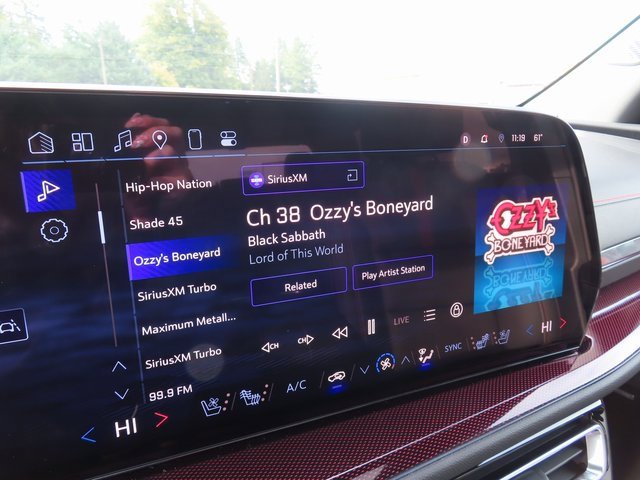 D 11:19 61°
Hip-Hop Nation
Shade 45
Ozzy's Boneyard
SiriusXM Turbo
Maximum Metall...
SiriusXM Turbo
99.9 FM
SiriusXM
Ch 38 Ozzy's Boneyard
Black Sabbath
Lord of This World
Related
Play Artist Station
OZZY'S
BONEYARD
CH CH LIVE
HI A/C SYNC HI